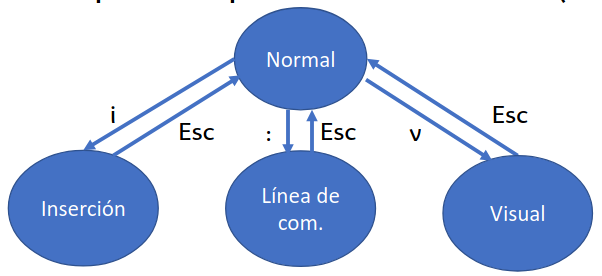 Normal
i
Esc
:
Esc
v
Esc
Inserción
Línea de
com.
Visual